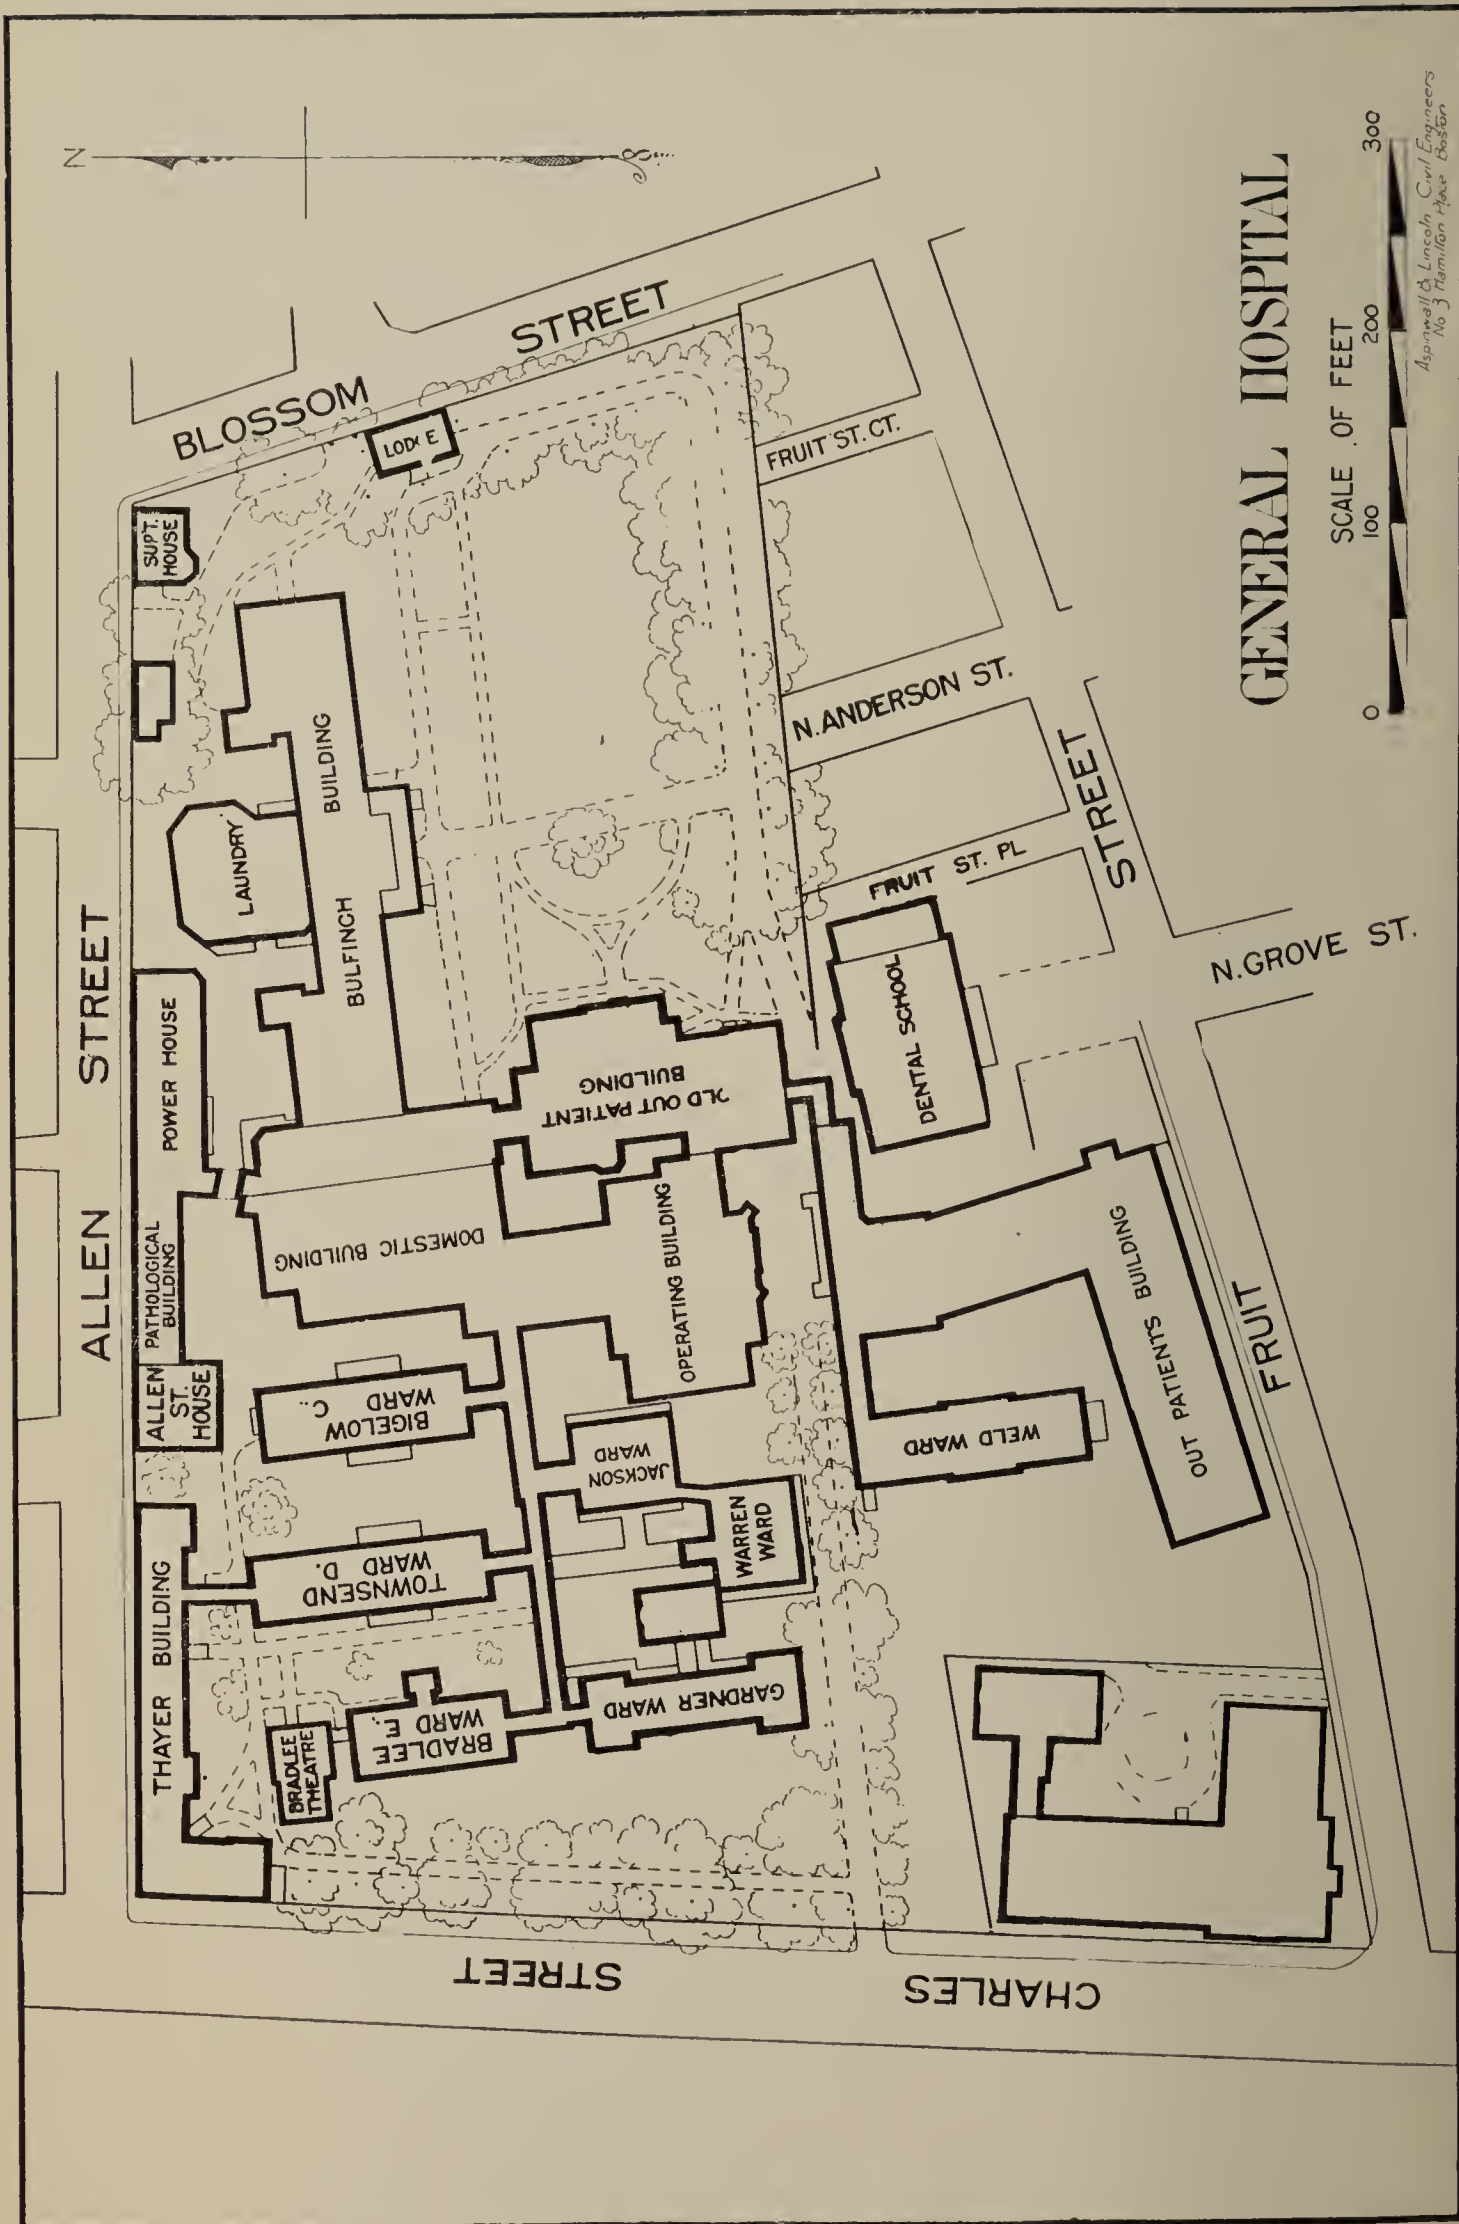 N
ALLEN STREET
BLOSSOM STREET
SUPT.
HOUSE
LODGE
LAUNDRY
BULFINCH BUILDING
POWER HOUSE
PATHOLOGICAL
BUILDING
ALLEN
ST.
HOUSE
THAYER BUILDING
DOMESTIC BUILDING
OLD OUT PATIENT
BUILDING
OPERATING BUILDING
BIGELOW
WARD C.
TOWNSEND
WARD D.
BRADLEE
WARD E.
BRADLEE
THEATRE
JACKSON
WARD
WARREN
WARD
GARDNER WARD
WELD WARD
OUT PATIENTS BUILDING
DENTAL SCHOOL
FRUIT ST. CT.
N. ANDERSON ST.
FRUIT ST. PL
N. GROVE ST.
FRUIT STREET
CHARLES STREET
GENERAL HOSPITAL
SCALE OF FEET
0 100 200 300
Aspinwall & Lincoln Civil Engineers
No 3 Hamilton Place Boston